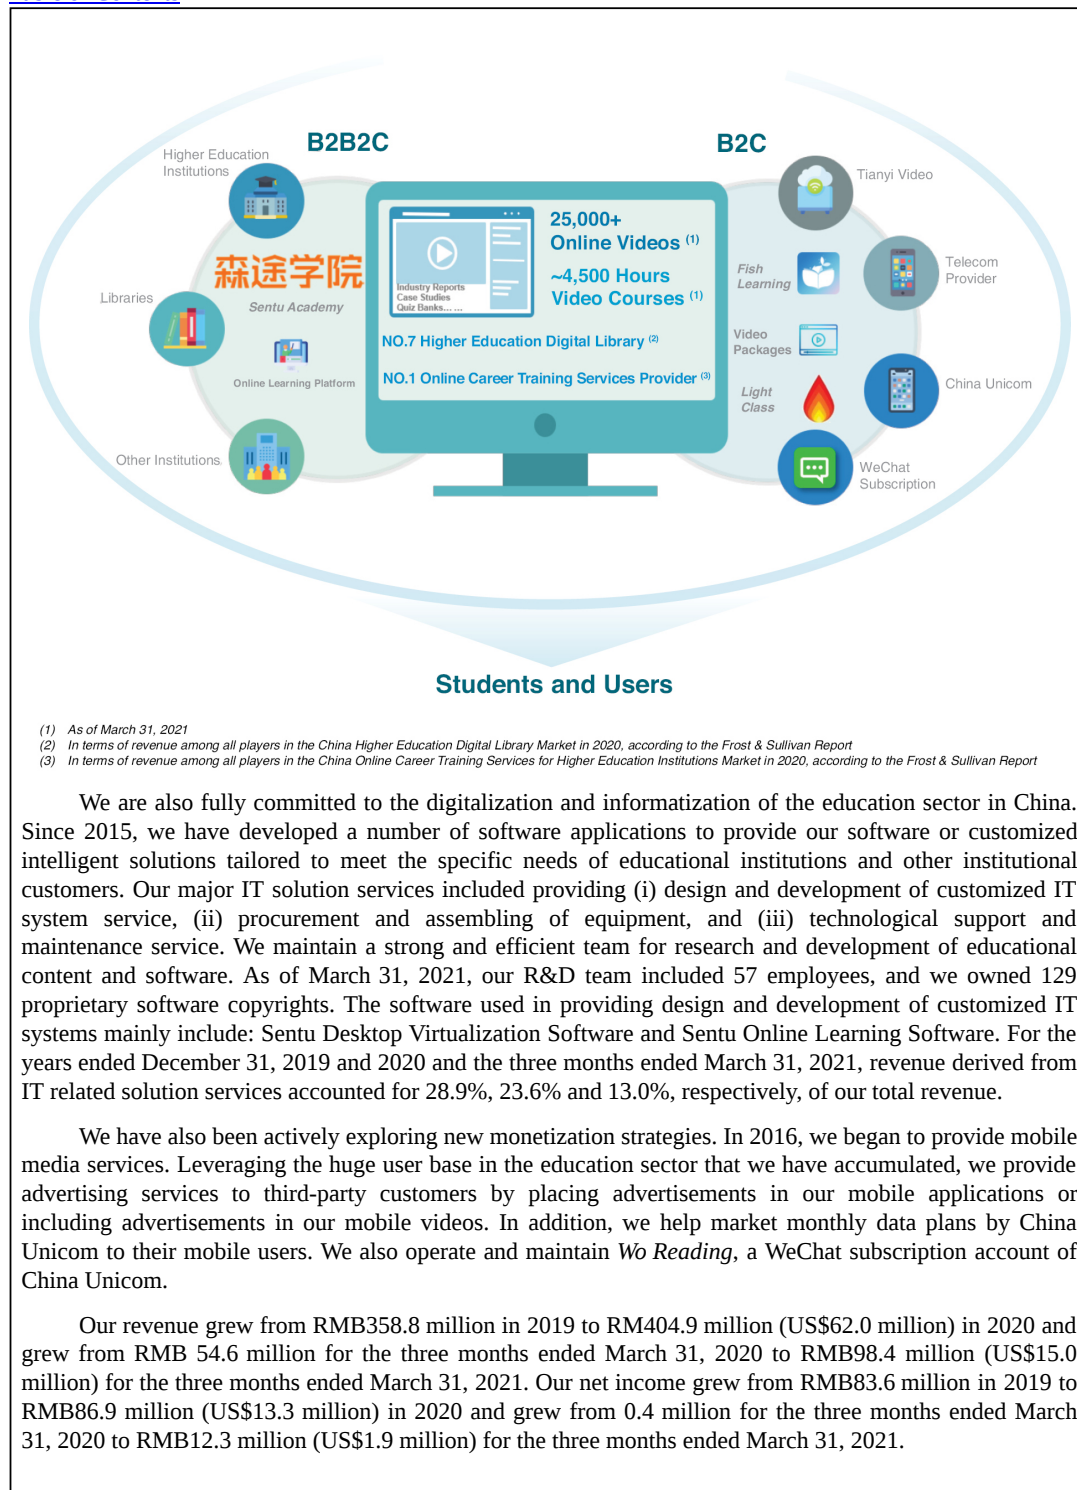 B2B2C
B2C
Higher Education
Institutions
Tianyi Video
25,000+
Online Videos (1)
~4,500 Hours
Video Courses (1)
Industry Reports
Case Studies
Quiz Banks... ...
NO.7 Higher Education Digital Library (2)
NO.1 Online Career Training Services Provider (3)
森途学院
Sentu Academy
Libraries
Online Learning Platform
Other Institutions
Fish
Learning
Telecom
Provider
Video
Packages
Light
Class
China Unicom
WeChat
Subscription
Students and Users
(1) As of March 31, 2021
(2) In terms of revenue among all players in the China Higher Education Digital Library Market in 2020, according to the Frost & Sullivan Report
(3) In terms of revenue among all players in the China Online Career Training Services for Higher Education Institutions Market in 2020, according to the Frost & Sullivan Report
We are also fully committed to the digitalization and informatization of the education sector in China.
Since 2015, we have developed a number of software applications to provide our software or customized
intelligent solutions tailored to meet the specific needs of educational institutions and other institutional
customers. Our major IT solution services included providing (i) design and development of customized IT
system service, (ii) procurement and assembling of equipment, and (iii) technological support and
maintenance service. We maintain a strong and efficient team for research and development of educational
content and software. As of March 31, 2021, our R&D team included 57 employees, and we owned 129
proprietary software copyrights. The software used in providing design and development of customized IT
systems mainly include: Sentu Desktop Virtualization Software and Sentu Online Learning Software. For the
years ended December 31, 2019 and 2020 and the three months ended March 31, 2021, revenue derived from
IT related solution services accounted for 28.9%, 23.6% and 13.0%, respectively, of our total revenue.
We have also been actively exploring new monetization strategies. In 2016, we began to provide mobile
media services. Leveraging the huge user base in the education sector that we have accumulated, we provide
advertising services to third-party customers by placing advertisements in our mobile applications or
including advertisements in our mobile videos. In addition, we help market monthly data plans by China
Unicom to their mobile users. We also operate and maintain Wo Reading, a WeChat subscription account of
China Unicom.
Our revenue grew from RMB358.8 million in 2019 to RM404.9 million (US$62.0 million) in 2020 and
grew from RMB 54.6 million for the three months ended March 31, 2020 to RMB98.4 million (US$15.0
million) for the three months ended March 31, 2021. Our net income grew from RMB83.6 million in 2019 to
RMB86.9 million (US$13.3 million) in 2020 and grew from 0.4 million for the three months ended March
31, 2020 to RMB12.3 million (US$1.9 million) for the three months ended March 31, 2021.